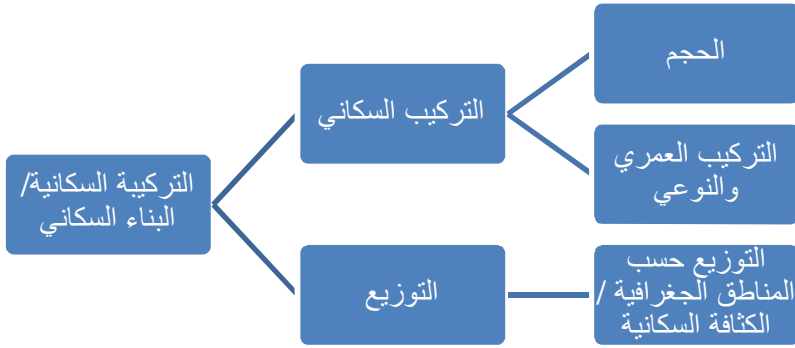 التركيبة السكانية/
البناء السكاني
التركيب السكاني
الحجم
التركيب العمري
والنوعي
التوزيع
التوزيع حسب
المناطق الجغرافية /
الكثافة السكانية